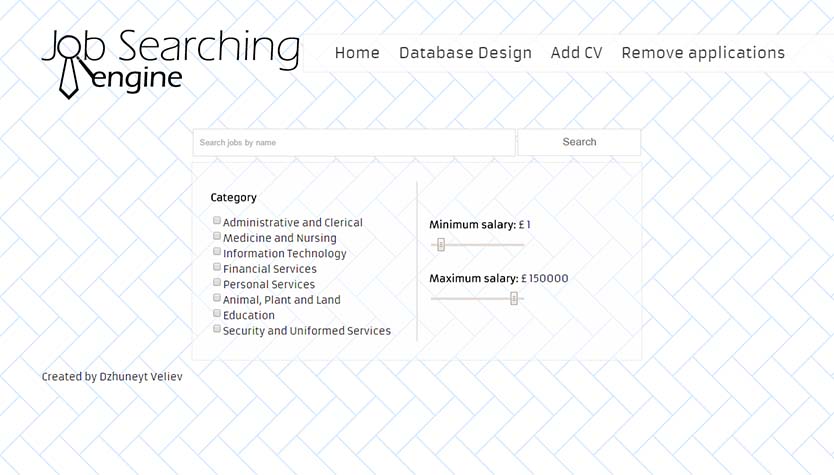 Job Searching
engine
Home Database Design Add CV Remove applications
Search jobs by name
Search
Category
Administrative and Clerical
Medicine and Nursing
Information Technology
Financial Services
Personal Services
Animal, Plant and Land
Education
Security and Uniformed Services
Minimum salary: £1
Maximum salary: £150000
Created by Dzhuneyt Veliev